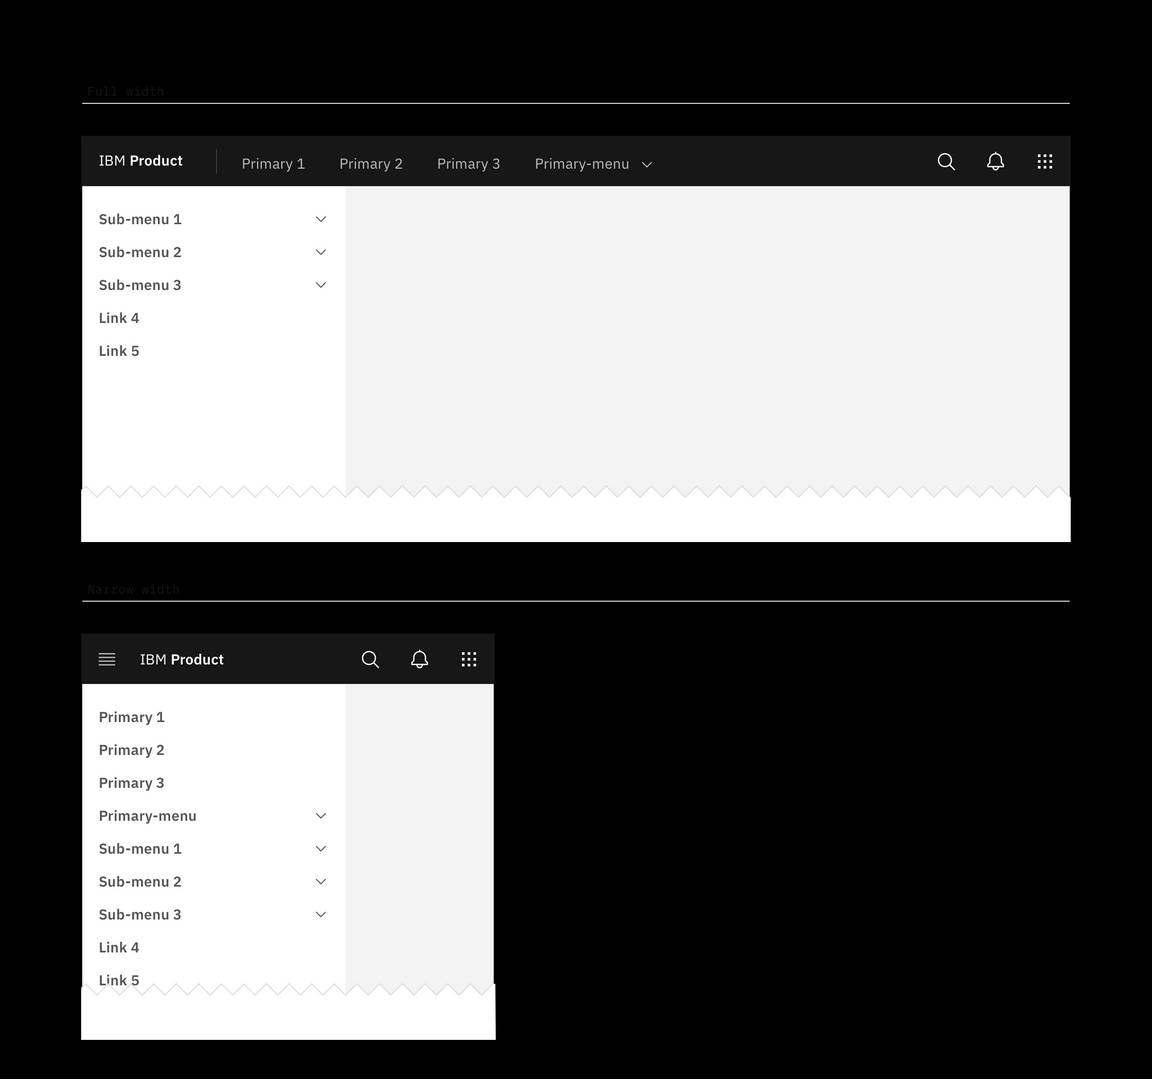 Full width
IBM Product Primary 1 Primary 2 Primary 3 Primary-menu
Sub-menu 1
Sub-menu 2
Sub-menu 3
Link 4
Link 5
Narrow width
IBM Product
Primary 1
Primary 2
Primary 3
Primary-menu
Sub-menu 1
Sub-menu 2
Sub-menu 3
Link 4
Link 5